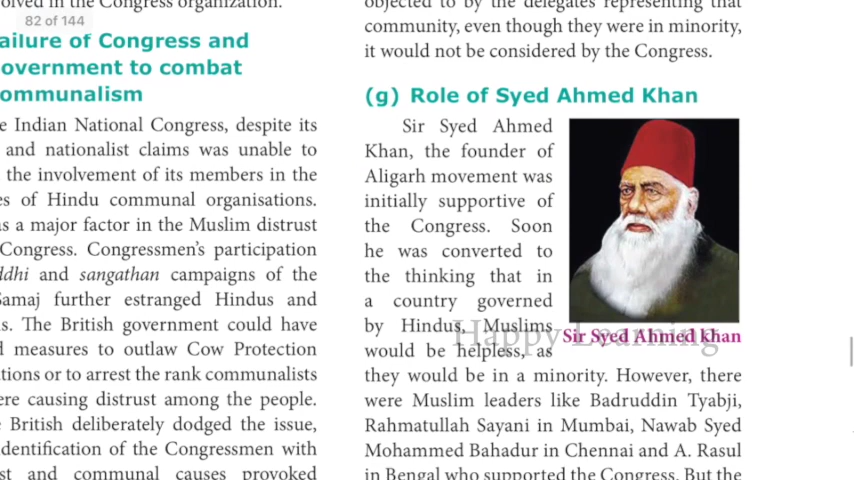 olved in the Congress organization.
82 of 144
ailure of Congress and
overnment to combat
ommunalism
e Indian National Congress, despite its
and nationalist claims was unable to
the involvement of its members in the
es of Hindu communal organisations.
as a major factor in the Muslim distrust
Congress. Congressmen's participation
ddhi and sangathan campaigns of the
Samaj further estranged Hindus and
s. The British government could have
d measures to outlaw Cow Protection
ations or to arrest the rank communalists
ere causing distrust among the people.
e British deliberately dodged the issue,
identification of the Congressmen with
st and communal causes provoked
objected to by the delegates representing that
community, even though they were in minority,
it would not be considered by the Congress.
(g) Role of Syed Ahmed Khan
Sir Syed Ahmed
Khan, the founder of
Aligarh movement was
initially supportive of
the Congress. Soon
he was converted to
the thinking that in
a country governed
by Hindus, Muslims
would be helpless, as
they would be in a minority. However, there
were Muslim leaders like Badruddin Tyabji,
Rahmatullah Sayani in Mumbai, Nawab Syed
Mohammed Bahadur in Chennai and A. Rasul
in Bengal who supported the Congress. But the
Sir Syed Ahmed khan
Happy Learning